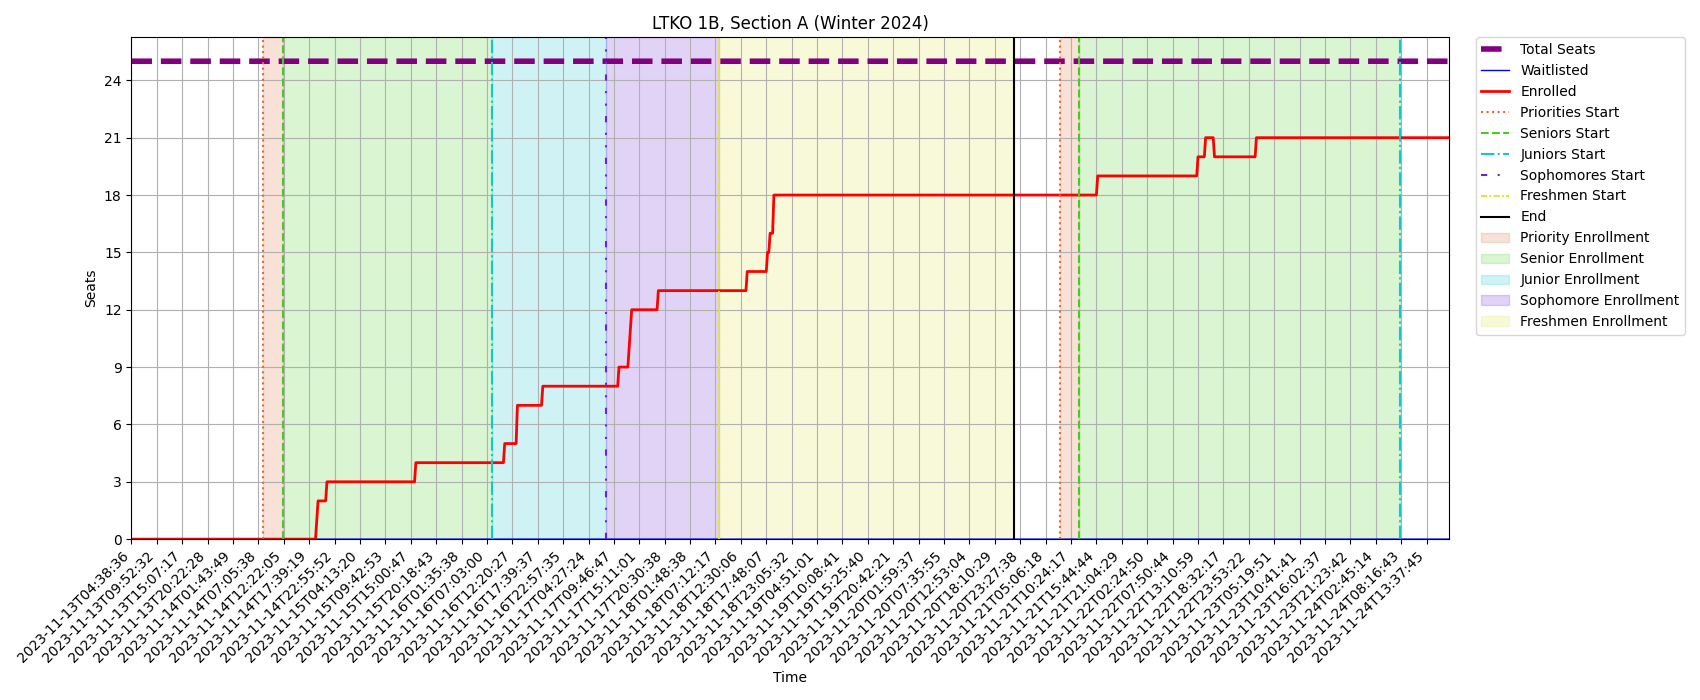 LTKO 1B, Section A (Winter 2024)
Seats
24
21
18
15
12
9
6
3
0
2023-11-13T04:38:36
2023-11-13T09:52:32
2023-11-13T15:07:17
2023-11-13T20:22:28
2023-11-14T01:43:49
2023-11-14T07:05:38
2023-11-14T12:22:05
2023-11-14T17:39:19
2023-11-14T22:55:52
2023-11-15T04:13:20
2023-11-15T09:42:53
2023-11-15T15:00:47
2023-11-15T20:18:43
2023-11-16T01:35:38
2023-11-16T07:03:00
2023-11-16T12:20:27
2023-11-16T17:39:37
2023-11-16T22:57:35
2023-11-17T04:27:24
2023-11-17T09:46:47
2023-11-17T15:11:01
2023-11-17T20:30:38
2023-11-18T01:48:38
2023-11-18T07:12:17
2023-11-18T12:30:06
2023-11-18T17:48:07
2023-11-18T23:05:32
2023-11-19T04:51:01
2023-11-19T10:08:41
2023-11-19T15:25:40
2023-11-19T20:42:21
2023-11-20T01:59:37
2023-11-20T07:35:55
2023-11-20T12:53:04
2023-11-20T18:10:29
2023-11-20T23:27:38
2023-11-21T05:06:18
2023-11-21T10:24:17
2023-11-21T15:44:44
2023-11-21T21:04:29
2023-11-22T02:24:50
2023-11-22T07:50:44
2023-11-22T13:10:59
2023-11-22T18:32:17
2023-11-22T23:53:22
2023-11-23T05:19:51
2023-11-23T10:41:41
2023-11-23T16:02:37
2023-11-23T21:23:42
2023-11-24T02:45:14
2023-11-24T08:16:43
2023-11-24T13:37:45
Time
Total Seats
Waitlisted
Enrolled
Priorities Start
Seniors Start
Juniors Start
Sophomores Start
Freshmen Start
End
Priority Enrollment
Senior Enrollment
Junior Enrollment
Sophomore Enrollment
Freshmen Enrollment